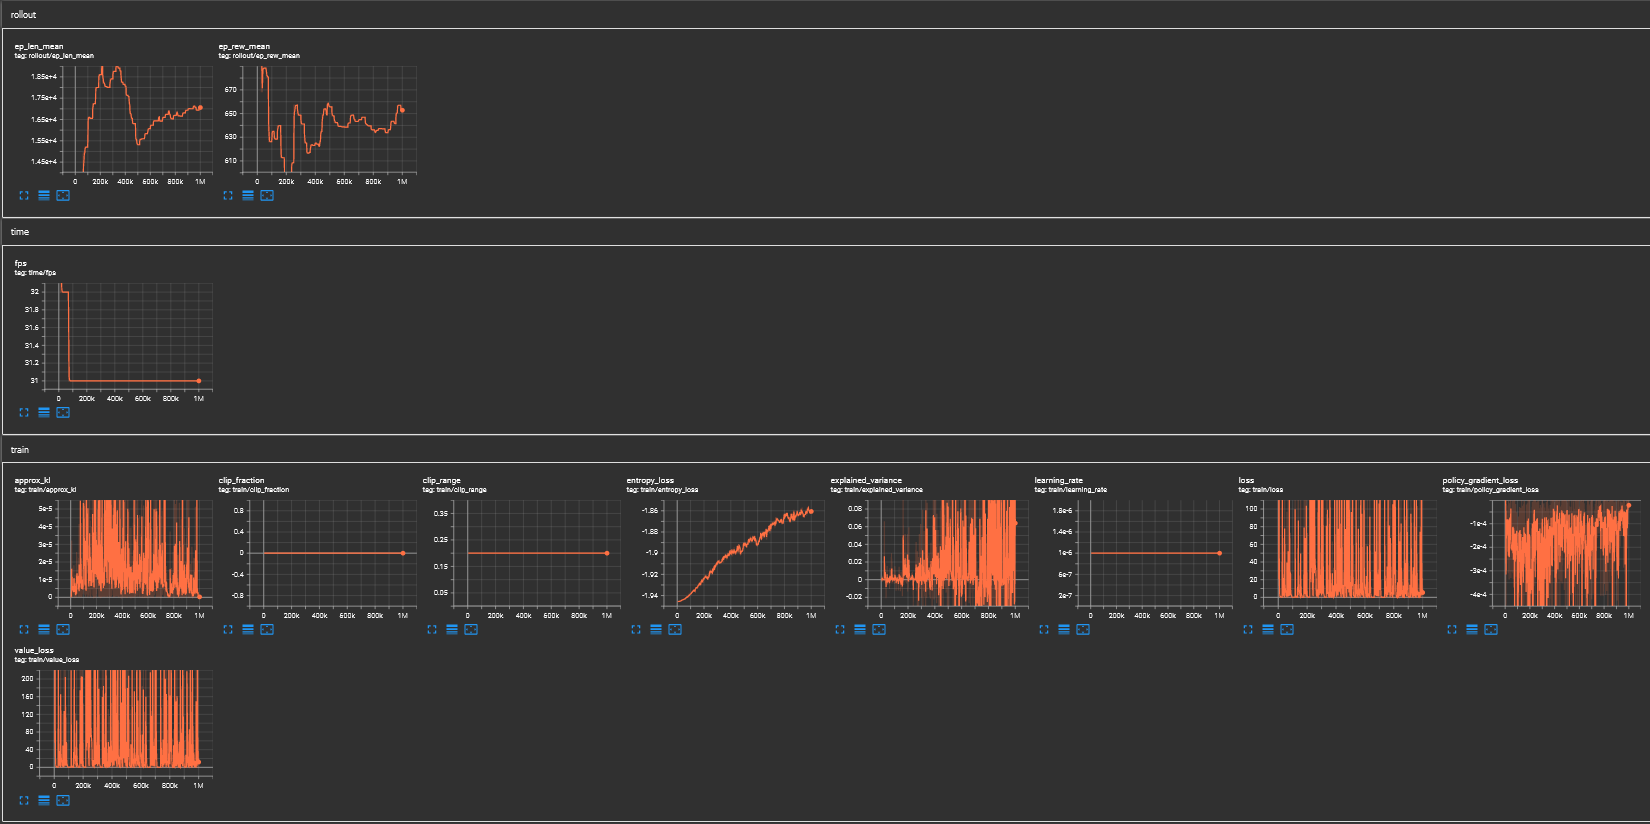 rollout
ep_len_mean
tag: rollout/ep_len_mean
1.85e+4
1.75e+4
1.65e+4
1.55e+4
1.45e+4
0 200k 400k 600k 800k 1M
ep_rew_mean
tag: rollout/ep_rew_mean
670
650
630
610
0 200k 400k 600k 800k 1M
time
fps
tag: time/fps
32
31.8
31.6
31.4
31.2
31
0 200k 400k 600k 800k 1M
train
approx_kl
tag: train/approx_kl
5e-5
4e-5
3e-5
2e-5
1e-5
0
0 200k 400k 600k 800k 1M
clip_fraction
tag: train/clip_fraction
0.8
0.4
0
-0.4
-0.8
0 200k 400k 600k 800k 1M
clip_range
tag: train/clip_range
0.35
0.25
0.15
0.05
0 200k 400k 600k 800k 1M
entropy_loss
tag: train/entropy_loss
-1.86
-1.88
-1.9
-1.92
-1.94
0 200k 400k 600k 800k 1M
explained_variance
tag: train/explained_variance
0.08
0.06
0.04
0.02
0
-0.02
0 200k 400k 600k 800k 1M
learning_rate
tag: train/learning_rate
1.8e-6
1.4e-6
1e-6
6e-7
2e-7
0 200k 400k 600k 800k 1M
loss
tag: train/loss
100
80
60
40
20
0
0 200k 400k 600k 800k 1M
policy_gradient_loss
tag: train/policy_gradient_loss
-1e-4
-2e-4
-3e-4
-4e-4
0 200k 400k 600k 800k 1M
value_loss
tag: train/value_loss
200
160
120
80
40
0
0 200k 400k 600k 800k 1M